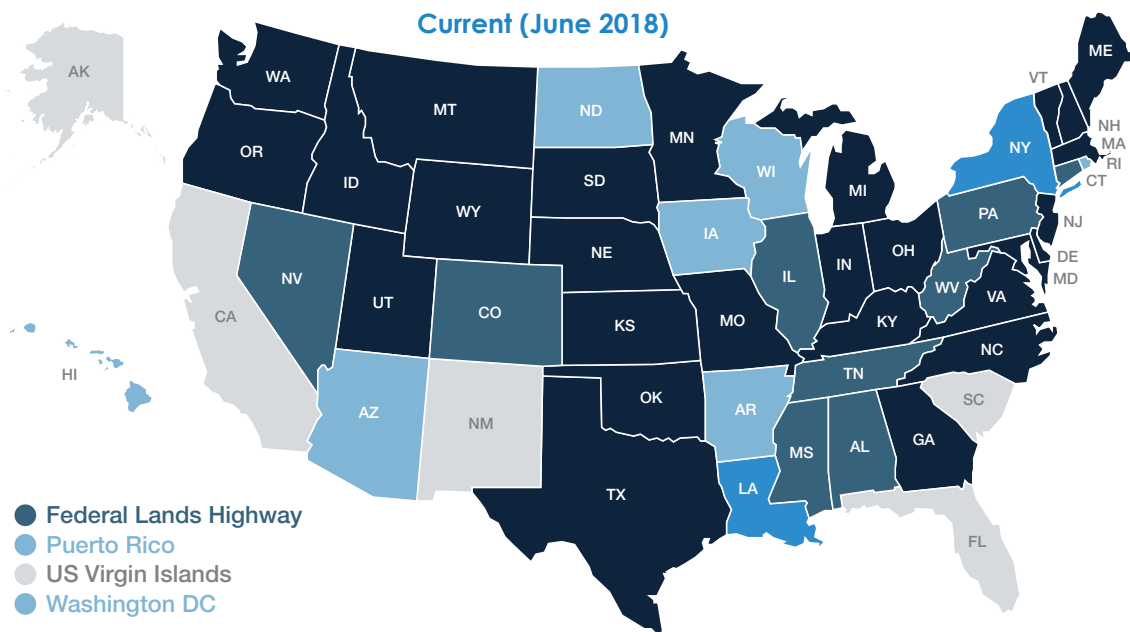 Current (June 2018)
AK
WA
MT
ND
MN
ME
VT
NH
MA
RI
CT
NY
OR
ID
SD
WI
MI
WY
PA
NJ
IA
NE
IL
IN
OH
DE
MD
NV
UT
CO
WV
VA
CA
KS
MO
KY
HI
NC
TN
AZ
NM
OK
AR
SC
MS
AL
GA
TX
LA
FL
Federal Lands Highway
Puerto Rico
US Virgin Islands
Washington DC